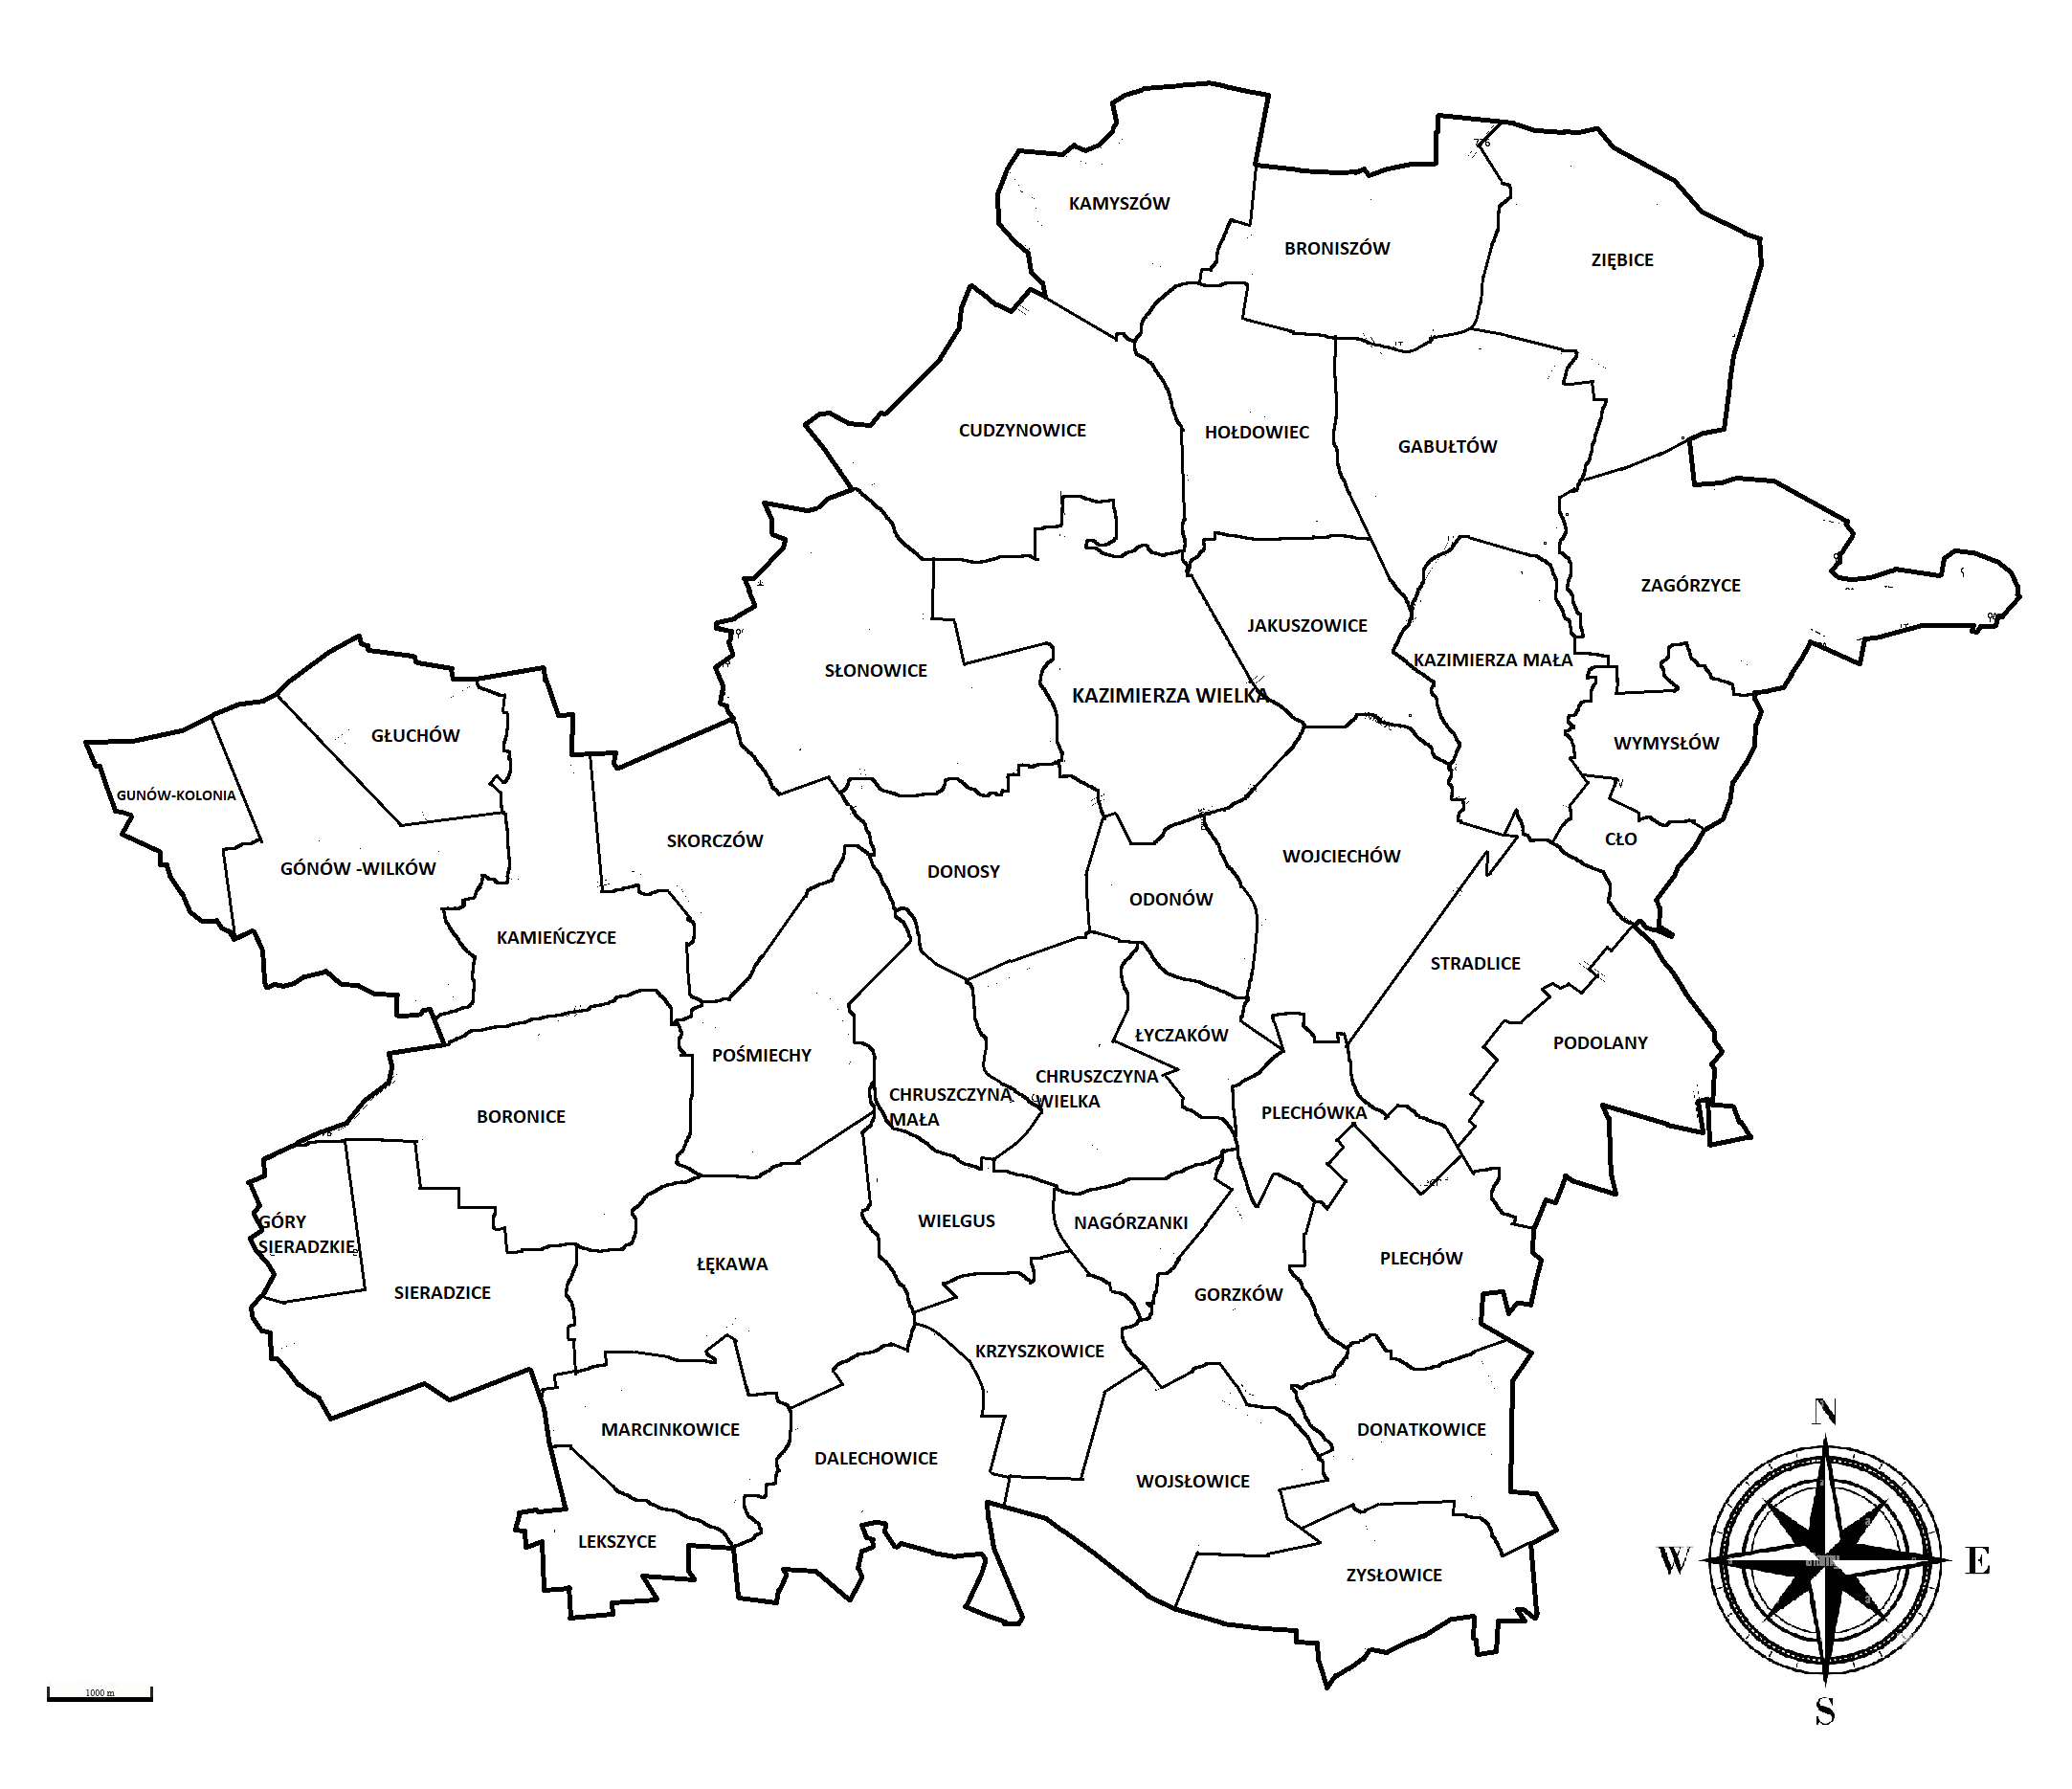 KAMYSZÓW
BRONISZÓW
ZIĘBICE
CUDZYNOWICE
HOŁDOWIEC
GABUŁTÓW
ZAGÓRZYCE
JAKUSZOWICE
KAZIMIERZA MAŁA
SŁONOWICE
KAZIMIERZA WIELKA
GŁUCHÓW
WYMYSŁÓW
GUNÓW-KOLONIA
SKORCZÓW
CŁO
GÓNÓW -WILKÓW
DONOSY
WOJCIECHÓW
ODONÓW
KAMIEŃCZYCE
STRADLICE
ŁYCZAKÓW
PODOLANY
POŚMIECHY
CHRUSZCZYNA
WIELKA
CHRUSZCZYNA
MAŁA
BORONICE
PLECHÓWKA
GÓRY
SIERADZKIE
WIELGUS
NAGÓRZANKI
PLECHÓW
ŁĘKAWA
SIERADZICE
GORZKÓW
KRZYSZKOWICE
MARCINKOWICE
DONATKOWICE
DALECHOWICE
WOJSŁOWICE
LEKSZYCE
ZYSŁOWICE
N
W
E
S
1000 m